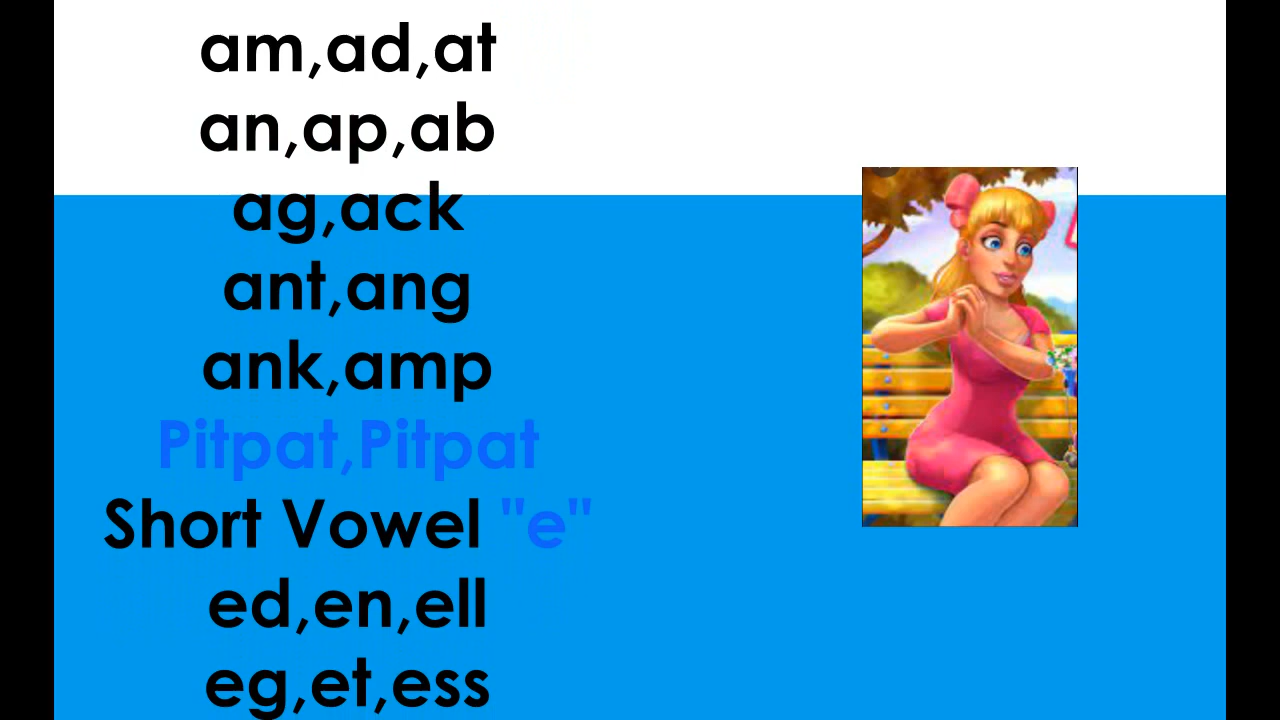 am,ad,at
an,ap,ab
ag,ack
ant,ang
ank,amp
Pitpat,Pitpat
Short Vowel "e"
ed,en,ell
eg,et,ess